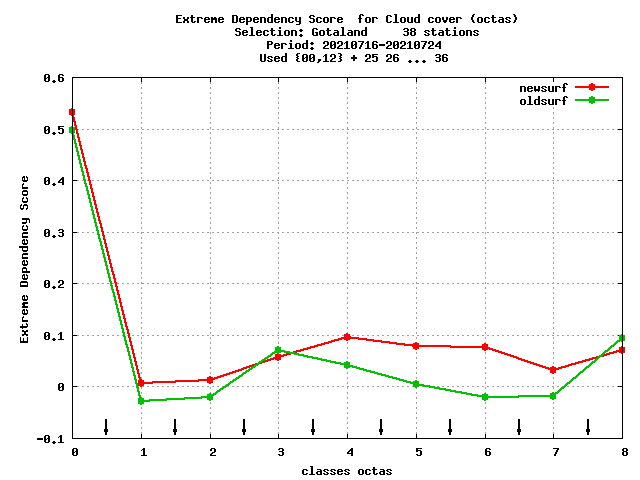 Extreme Dependency Score  for Cloud cover (octas)
Selection: Gotaland     38 stations
Period: 20210716-20210724
Used {00,12} + 25 26 ... 36
newsurf
oldsurf
0.6
0.5
0.4
0.3
0.2
0.1
0
-0.1
Extreme Dependency Score
0 1 2 3 4 5 6 7 8
classes octas